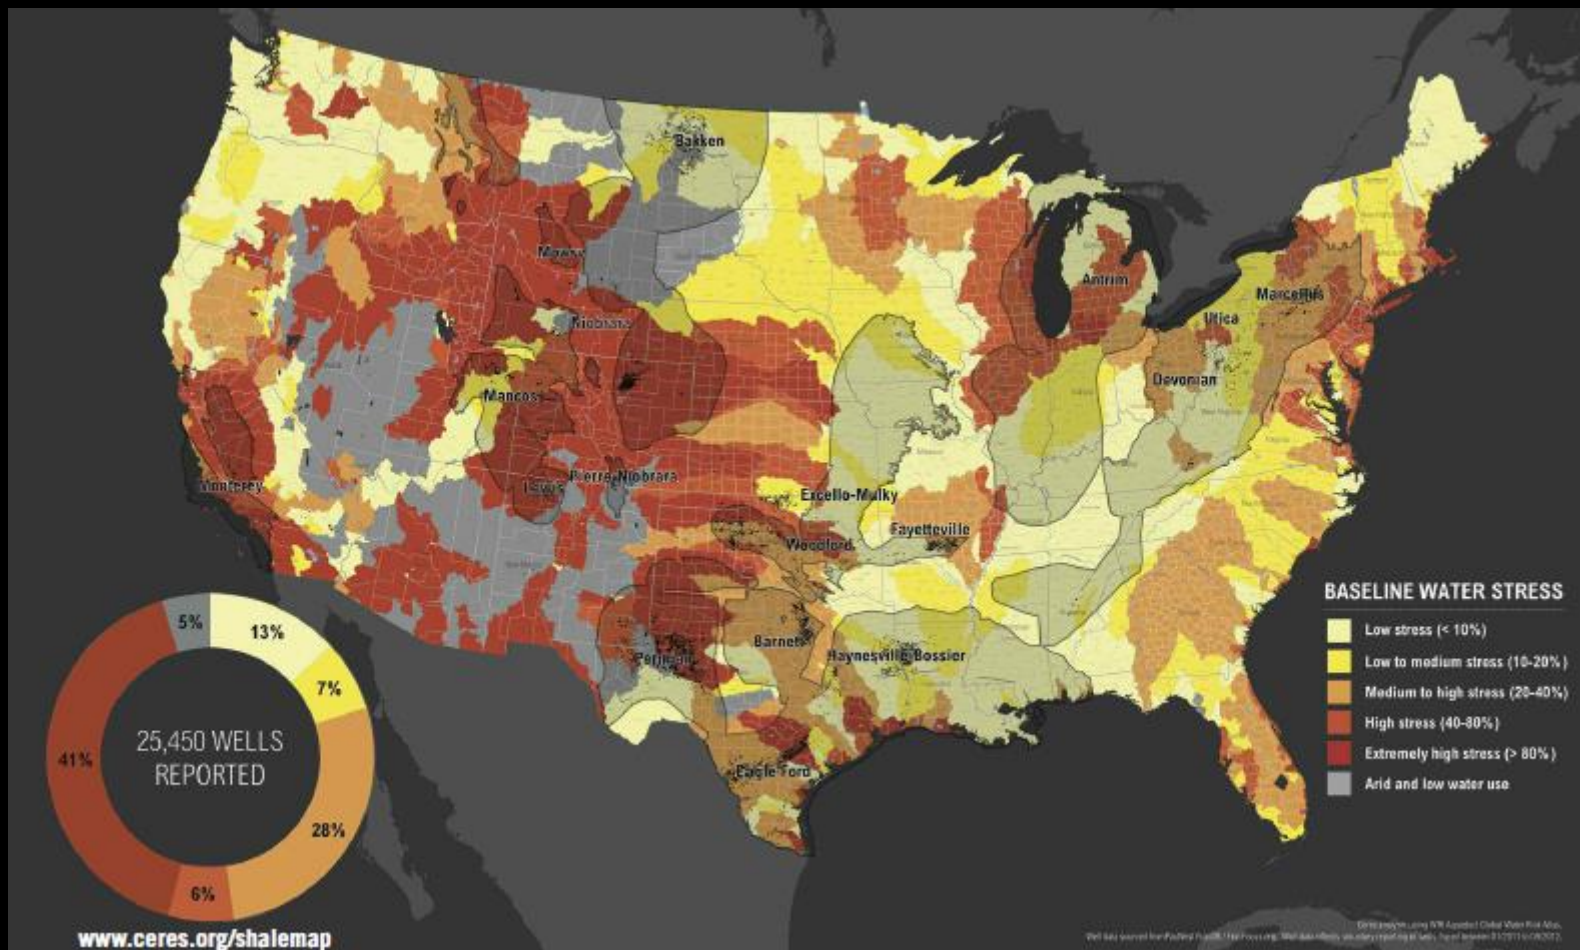 Bakken
Mowry
Antrim
Marcellus
Niobrara
Utica
Mancos
Devonian
Monterey
Lewis
Pierre-Niobrara
Excello-Mulky
Fayetteville
Woodford
Permian
Barnett
Haynesville-Bossier
Eagle Ford
5%
13%
7%
41%
28%
6%
25,450 WELLS
REPORTED
www.ceres.org/shalemap
BASELINE WATER STRESS
Low stress (< 10%)
Low to medium stress (10-20%)
Medium to high stress (20-40%)
High stress (40-80%)
Extremely high stress (> 80%)
Arid and low water use